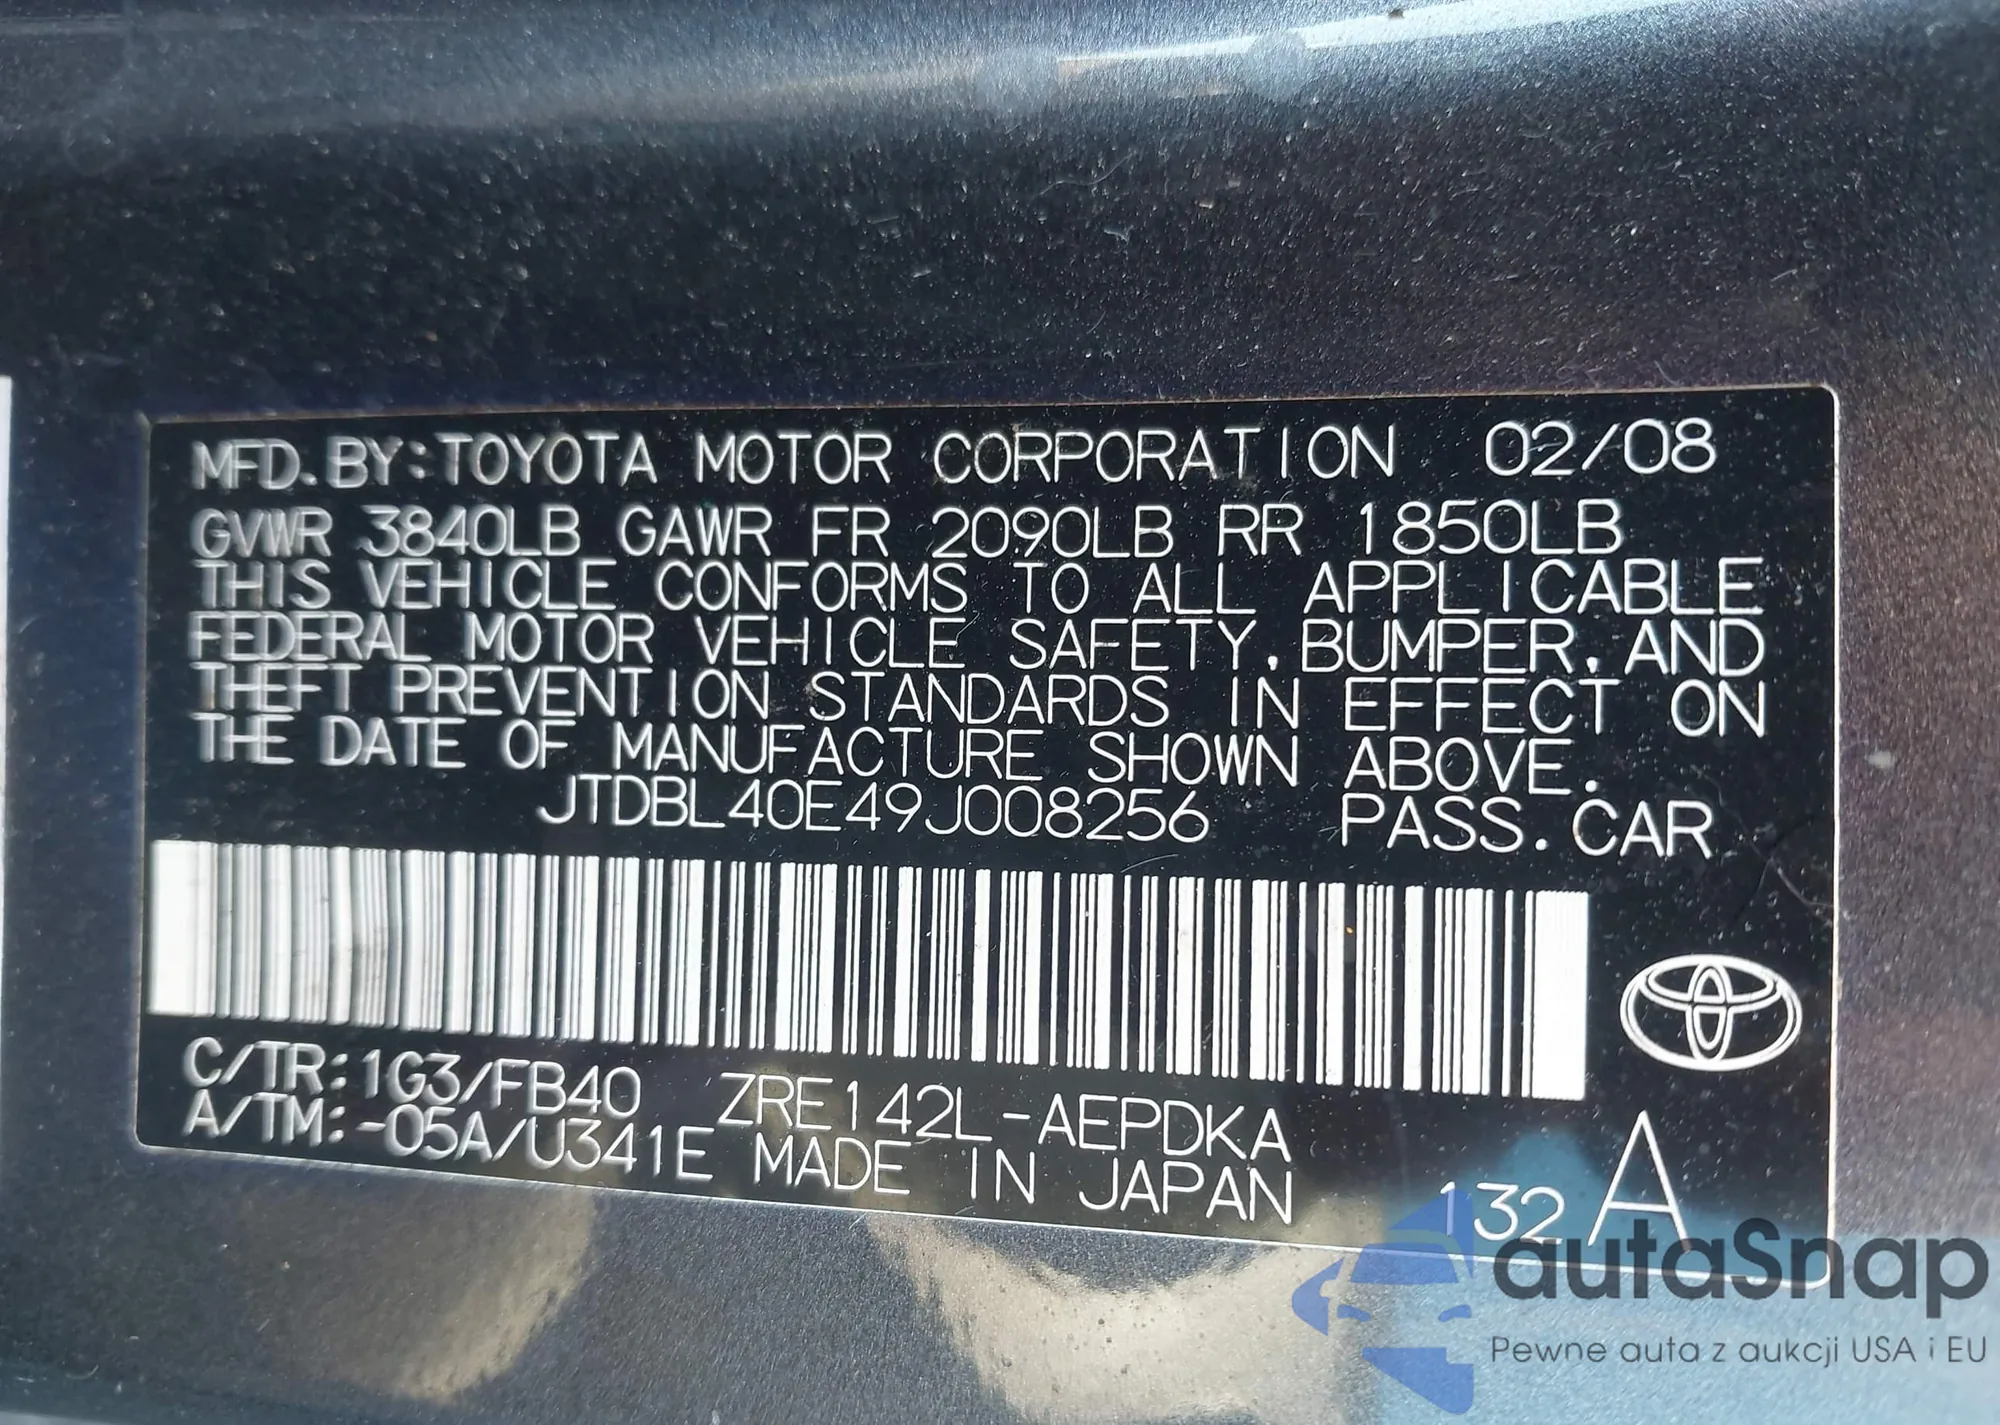 MFD.BY:TOYOTA MOTOR CORPORATION 02/08
GVWR 3840LB GAWR FR 2090LB RR 1850LB
THIS VEHICLE CONFORMS TO ALL APPLICABLE
FEDERAL MOTOR VEHICLE SAFETY, BUMPER, AND
THEFT PREVENTION STANDARDS IN EFFECT ON
THE DATE OF MANUFACTURE SHOWN ABOVE.
JTDBL40E49J008256 PASS.CAR
C/TR:1G3/FB40 ZRE142L-AEPDKA
A/TM:-05A/U341E MADE IN JAPAN
132 A
autaSnap
Pewne auta z aukcji USA i EU